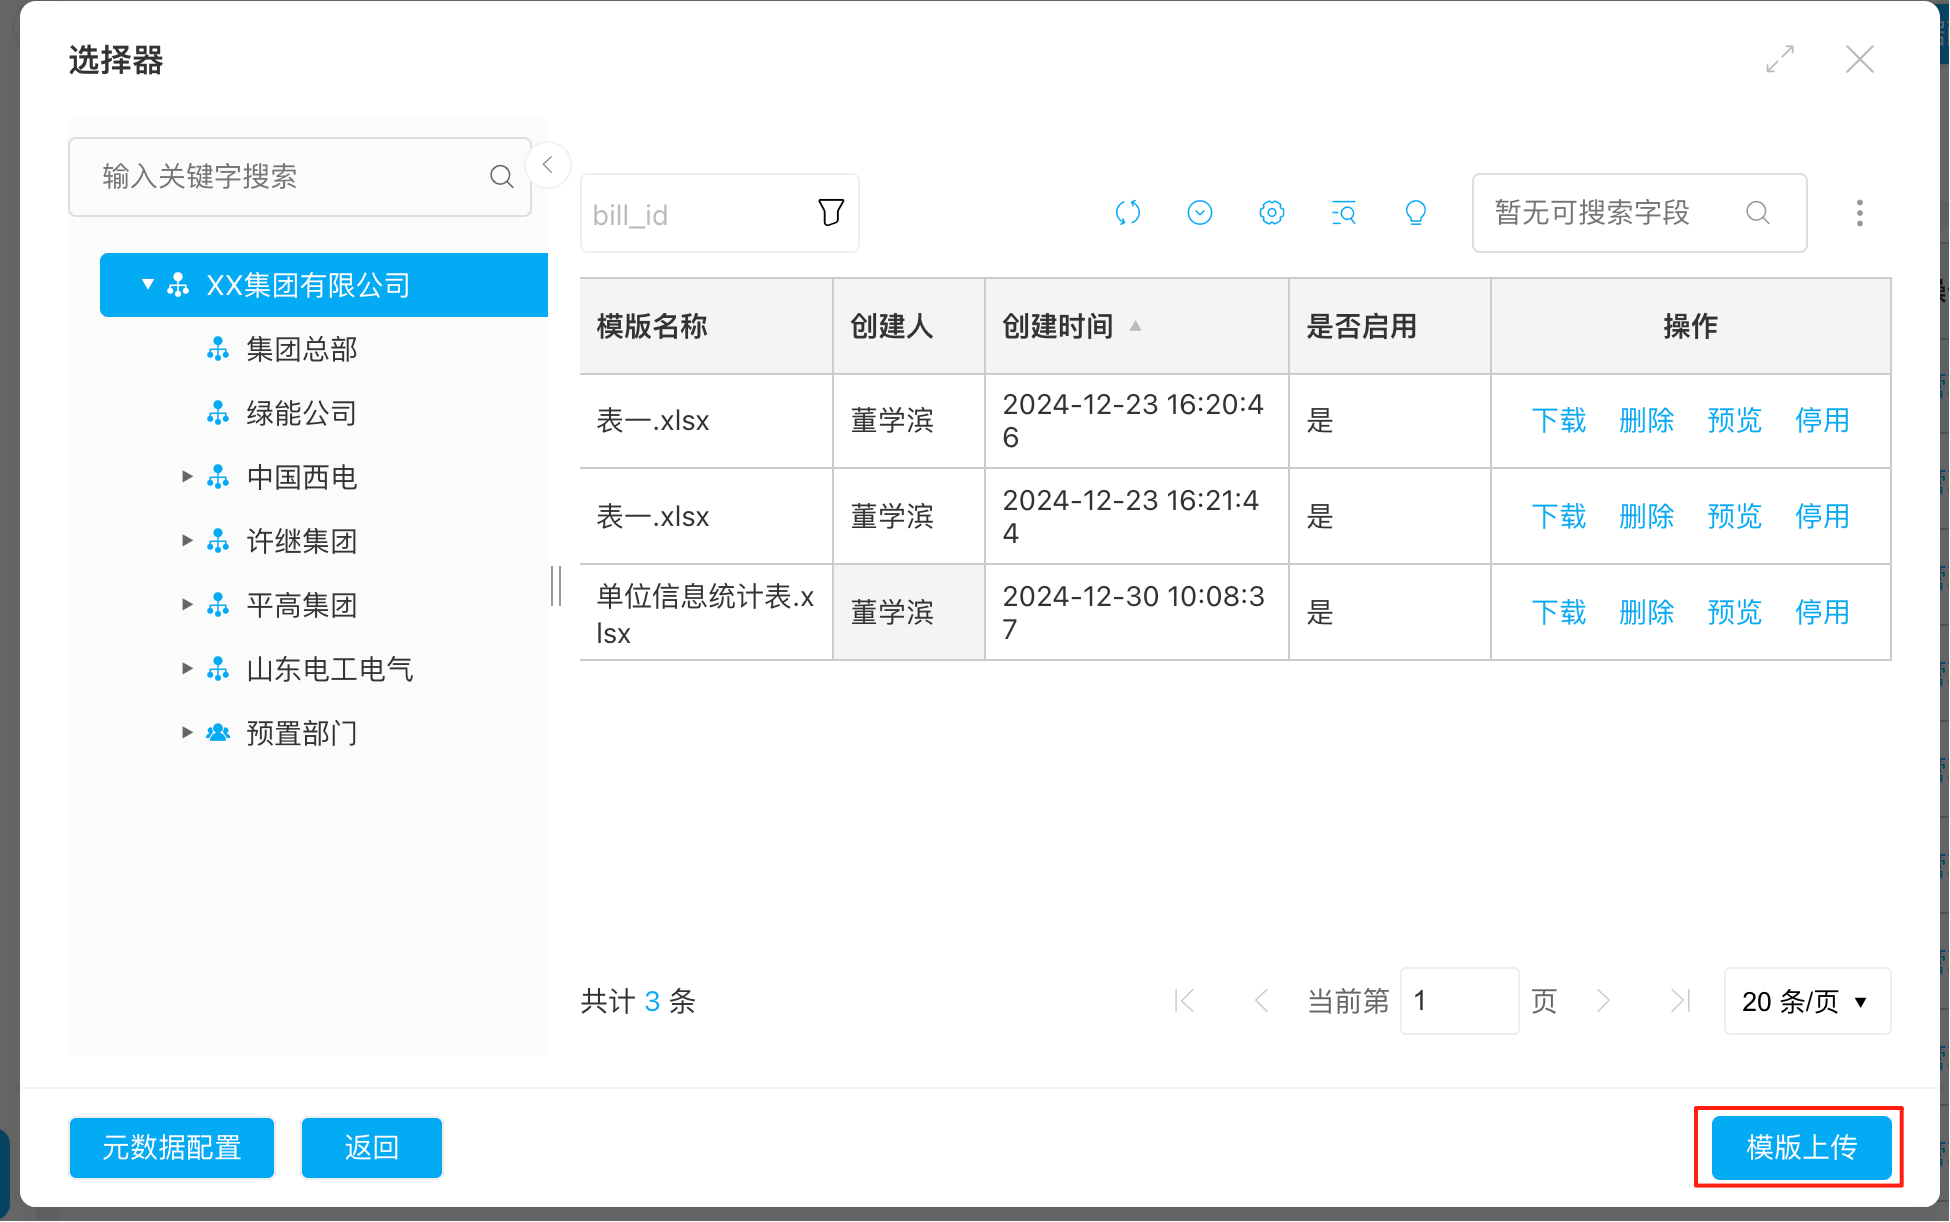 选择器
输入关键字搜索
XX集团有限公司
集团总部
绿能公司
中国西电
许继集团
平高集团
山东电工电气
预置部门
bill_id
暂无可搜索字段
模版名称 创建人 创建时间 是否启用 操作
表一.xlsx 董学滨 2024-12-23 16:20:4
6 是 下载 删除 预览 停用
表一.xlsx 董学滨 2024-12-23 16:21:4
4 是 下载 删除 预览 停用
单位信息统计表.x
lsx 董学滨 2024-12-30 10:08:3
7 是 下载 删除 预览 停用
共计 3 条 当前第 1 页 20 条/页
元数据配置 返回 模版上传